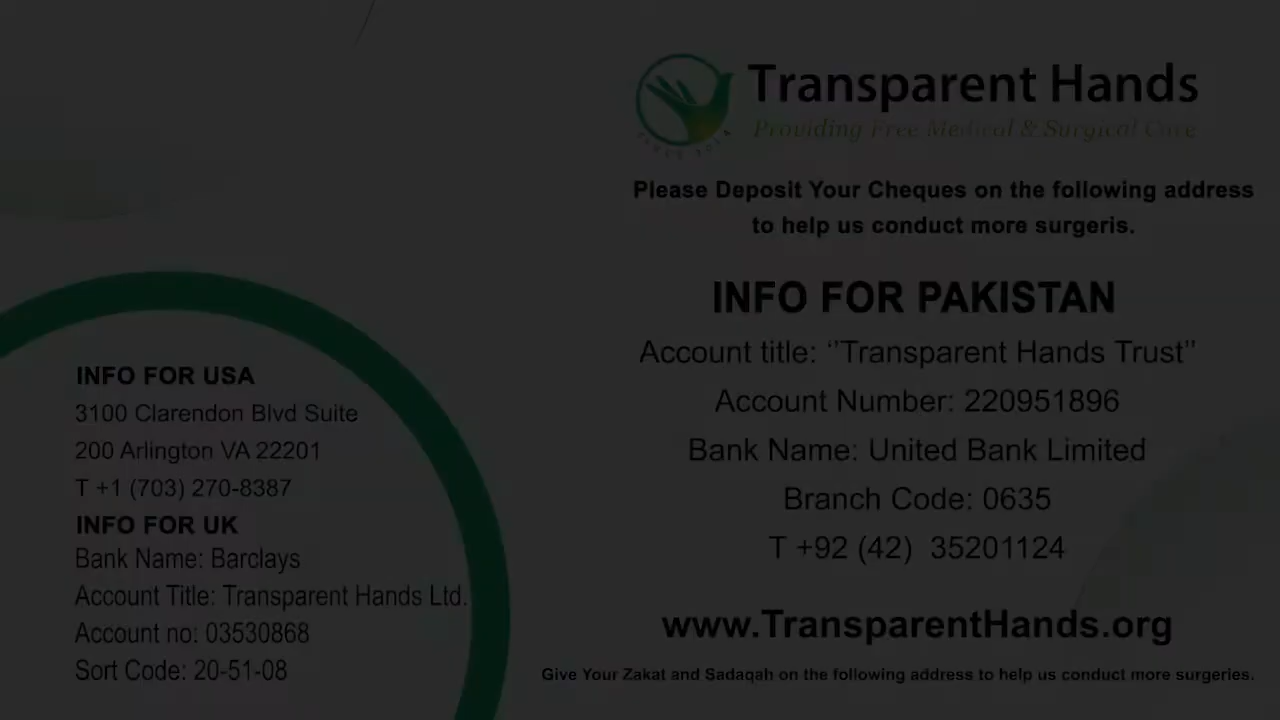 Transparent Hands
Providing Free Medical & Surgical Care
Please Deposit Your Cheques on the following address
to help us conduct more surgeris.
INFO FOR PAKISTAN
Account title: ‘’Transparent Hands Trust’’
Account Number: 220951896
Bank Name: United Bank Limited
Branch Code: 0635
T +92 (42)  35201124
www.TransparentHands.org
Give Your Zakat and Sadaqah on the following address to help us conduct more surgeries.
INFO FOR USA
3100 Clarendon Blvd Suite
200 Arlington VA 22201
T +1 (703) 270-8387
INFO FOR UK
Bank Name: Barclays
Account Title: Transparent Hands Ltd.
Account no: 03530868
Sort Code: 20-51-08